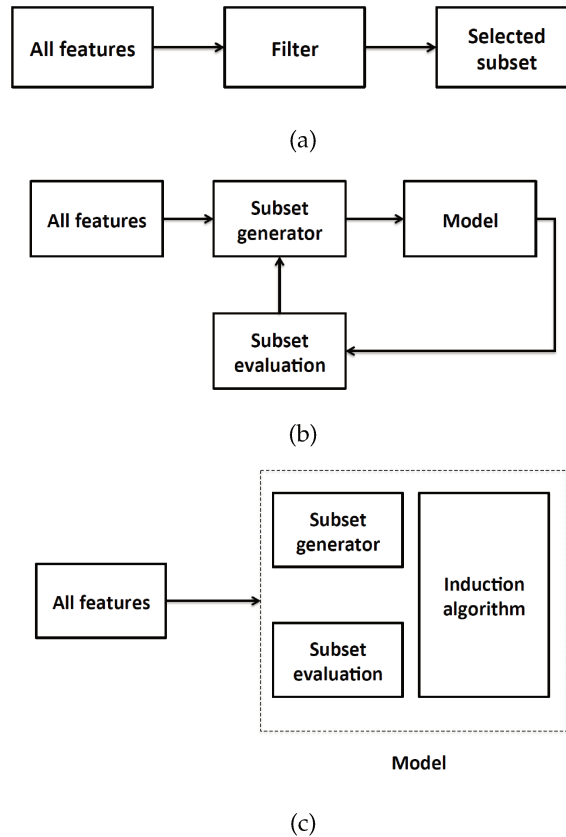 All features
Filter
Selected
subset
(a)
All features
Subset
generator
Model
Subset
evaluation
(b)
All features
Subset
generator
Induction
algorithm
Subset
evaluation
Model
(c)